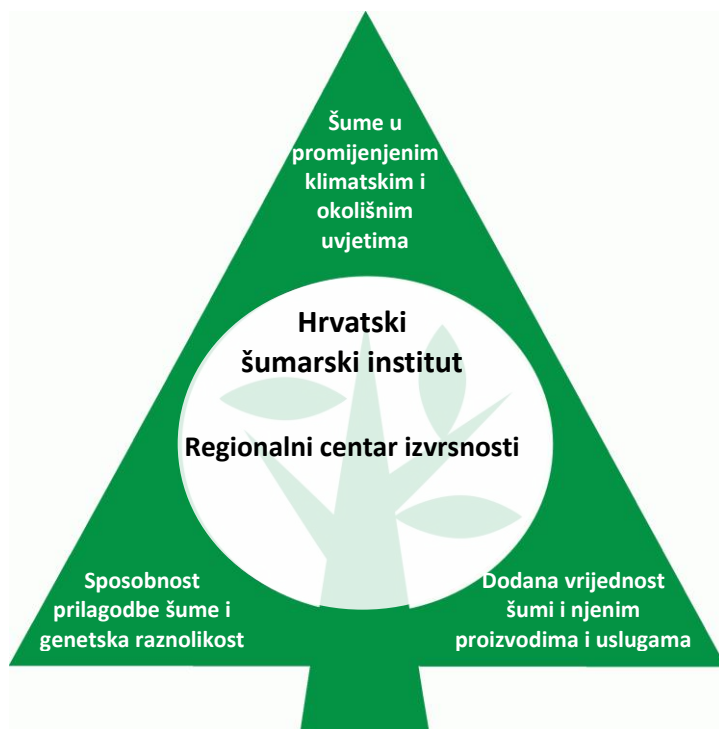 Šume u
promijenjenim
klimatskim i
okolišnim
uvjetima
Hrvatski
šumarski institut
Regionalni centar izvrsnosti
Sposobnost
prilagodbe šume i
genetska raznolikost
Dodana vrijednost
šumi i njenim
proizvodima i uslugama